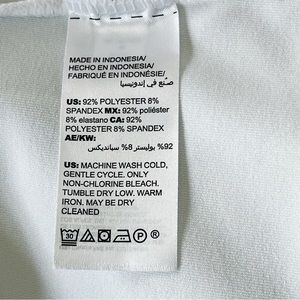 MADE IN INDONESIA/
HECHO EN INDONESIA/
FABRIQUÉ EN INDONÉSIE/
صنع في إندونيسيا
US: 92% POLYESTER 8%
SPANDEX MX: 92% poliéster
8% elastano CA: 92%
POLYESTER 8% SPANDEX
AE/KW:
92% بوليستر 8% سبانديكس
US: MACHINE WASH COLD,
GENTLE CYCLE. ONLY
NON-CHLORINE BLEACH.
TUMBLE DRY LOW. WARM
IRON. MAY BE DRY
CLEANED
30